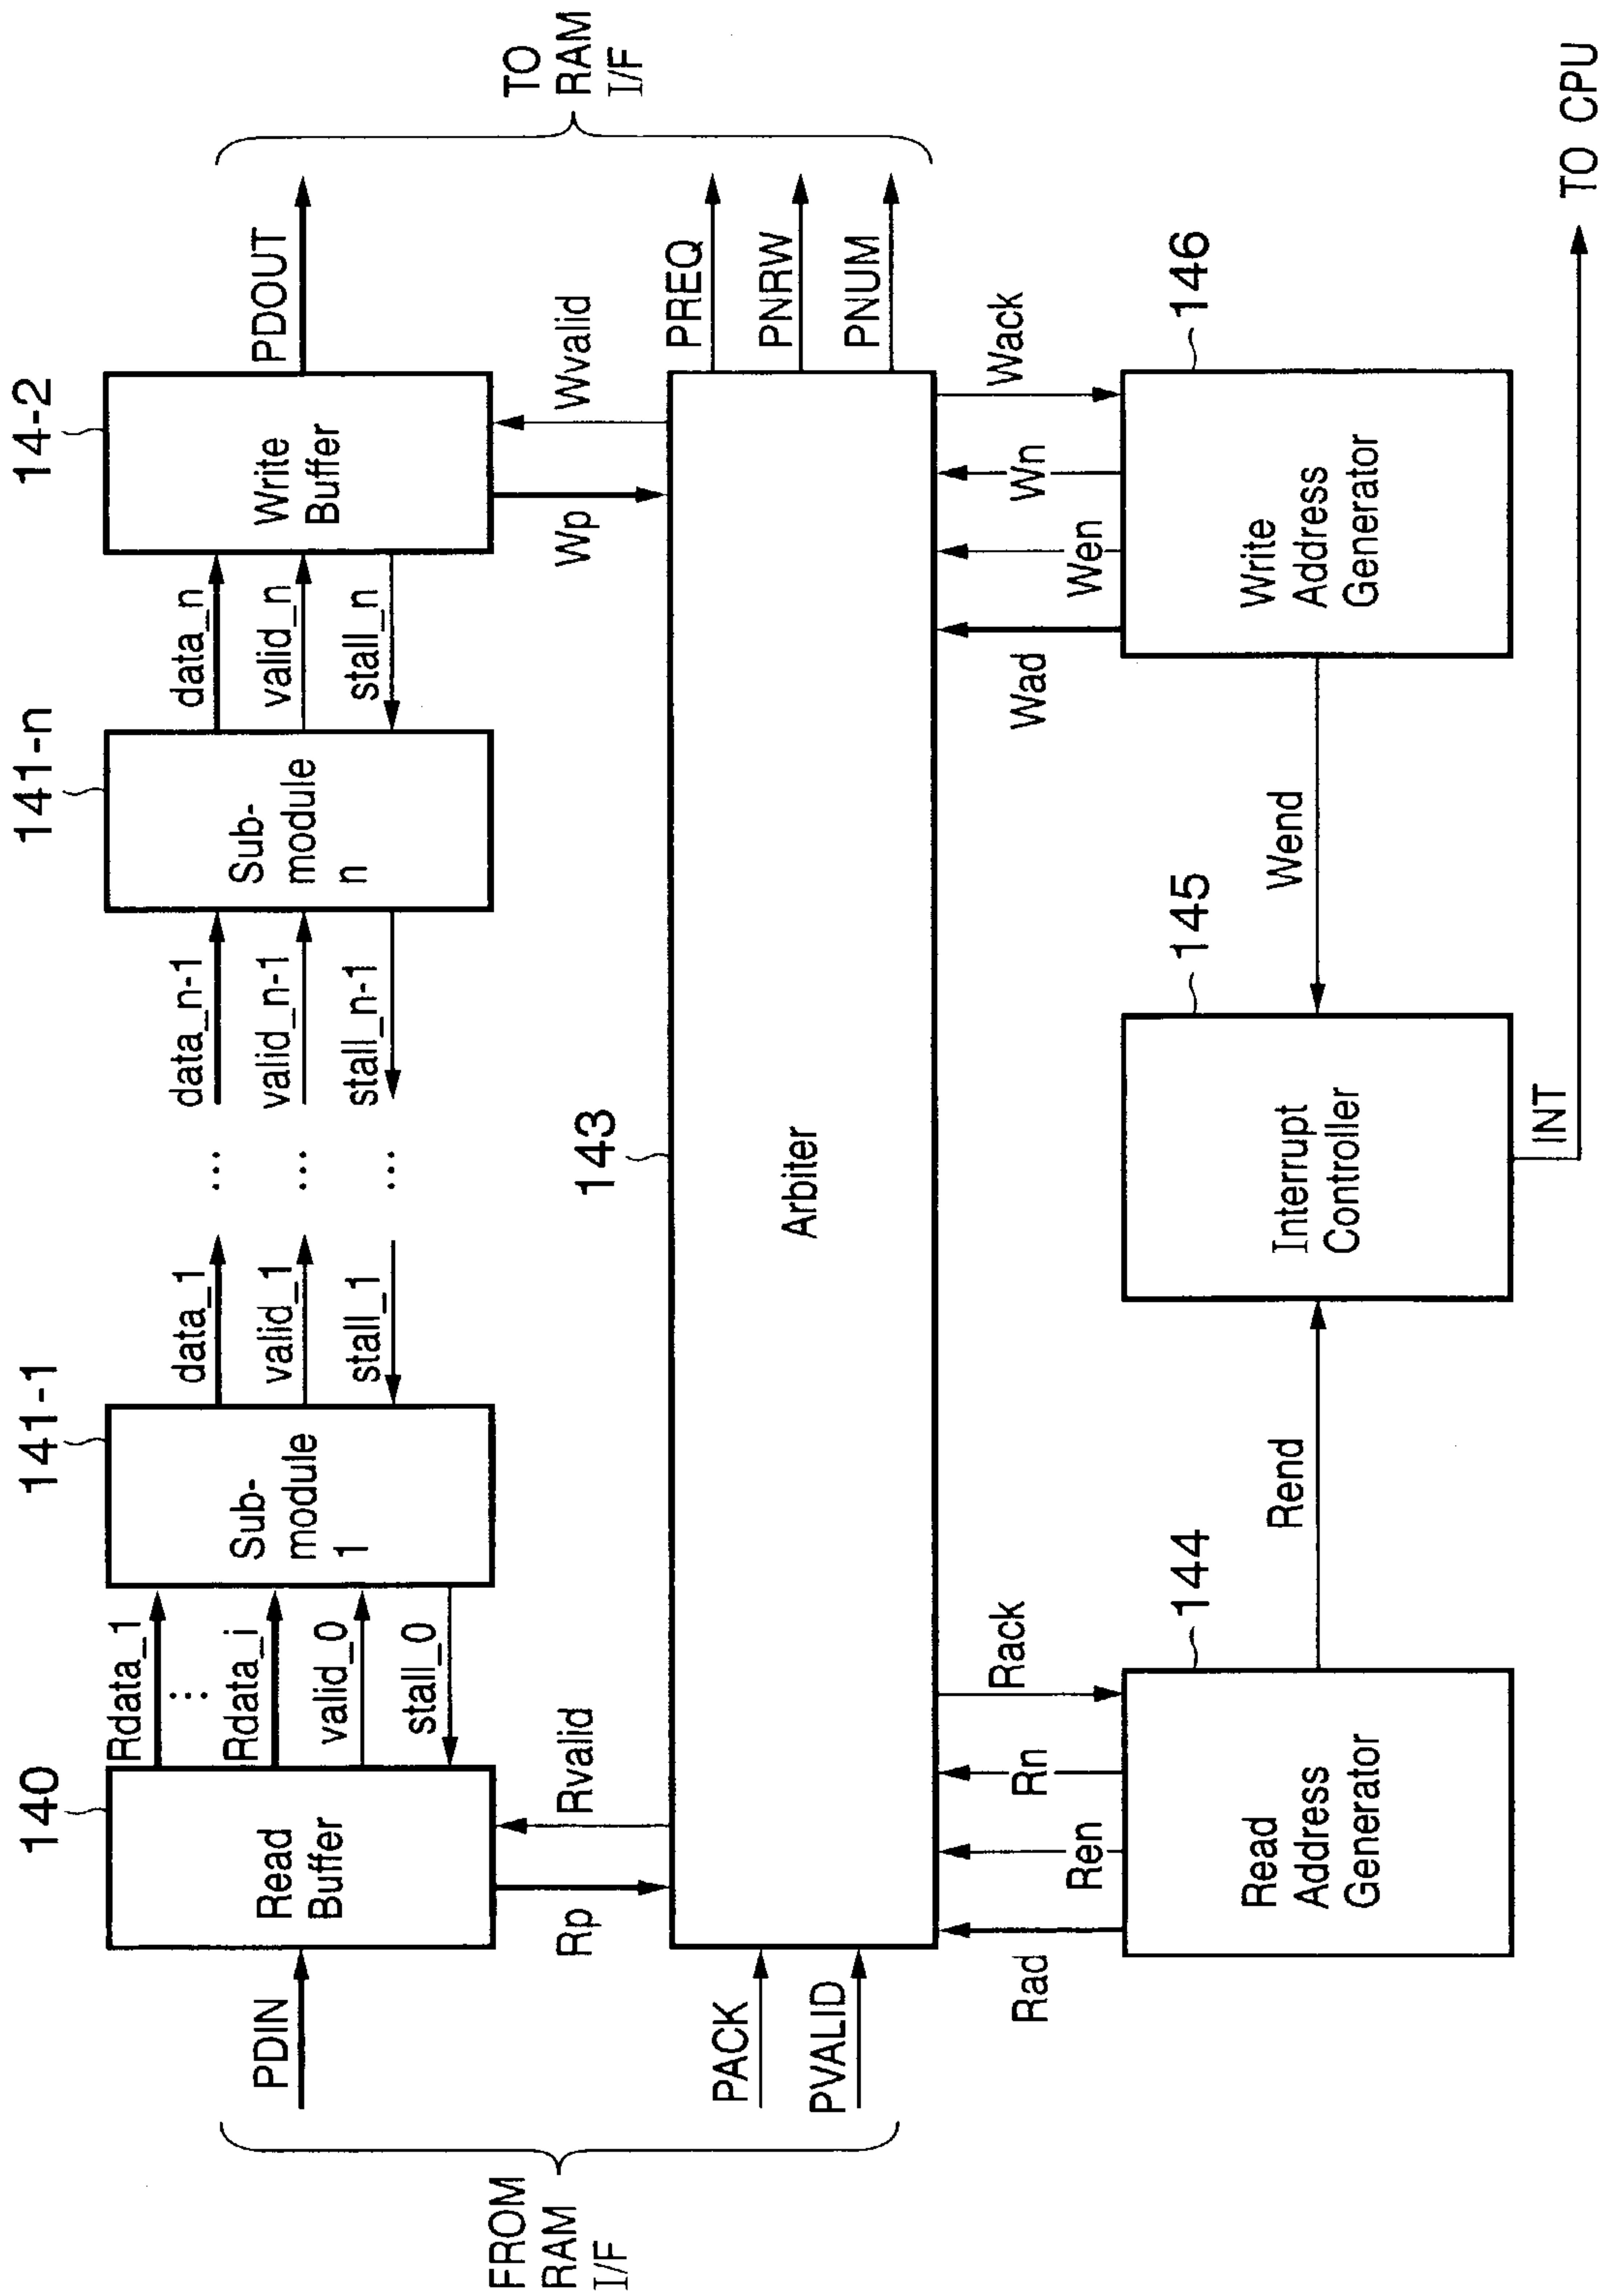 140
141-1
141-n
14-2
PDIN
Read
Buffer
Rdata_1
⋮
Rdata_i
valid_0
stall_0
Sub-
module
1
data_1
valid_1
stall_1
...
...
...
data_n-1
valid_n-1
stall_n-1
Sub-
module
n
data_n
valid_n
stall_n
Write
Buffer
PDOUT
TO
RAM
I/F
FROM
RAM
I/F
Rp
Rvalid
143
Wp
Wvalid
PACK
PVALID
Arbiter
PREQ
PNRW
PNUM
Rad
Ren
Rn
Rack
Wad
Wen
Wn
Wack
144
Read
Address
Generator
Rend
145
Interrupt
Controller
Wend
146
Write
Address
Generator
INT
TO CPU